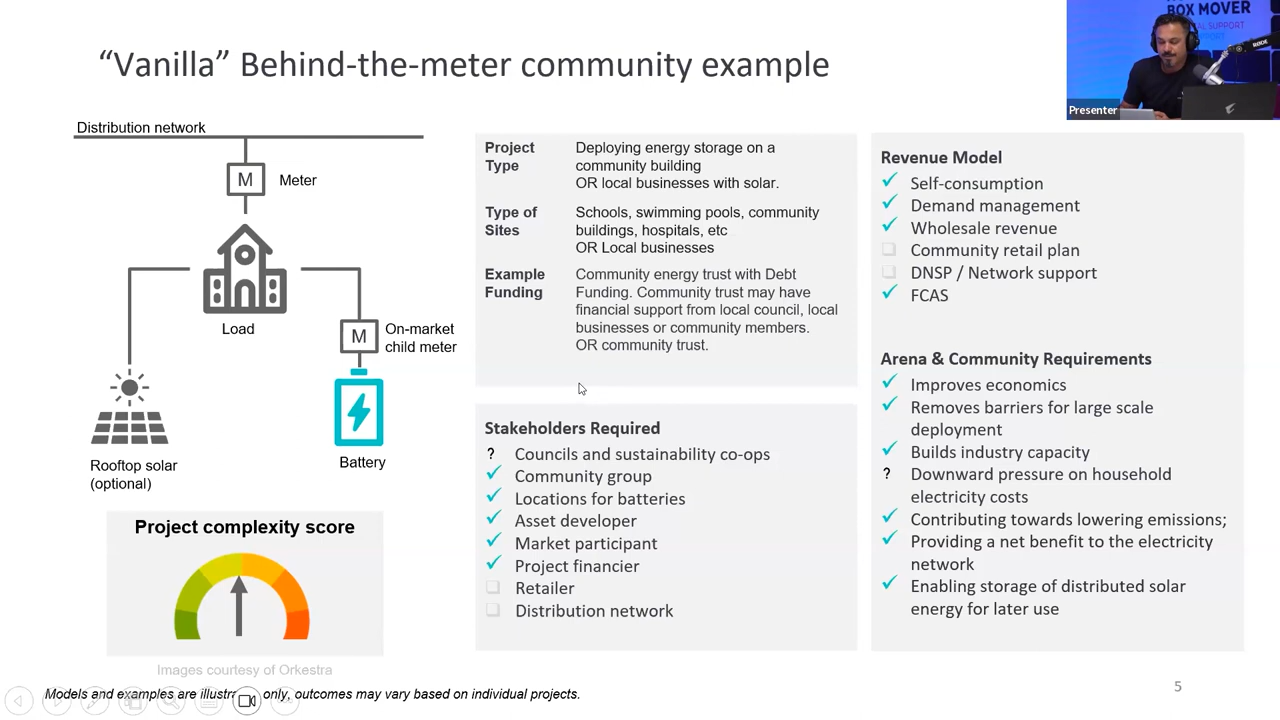 BOX MOVER
SUPPORT
Presenter
“Vanilla” Behind-the-meter community example
Distribution network
M
Meter
Load
M
On-market
child meter
Rooftop solar
(optional)
Battery
Project complexity score
Images courtesy of Orkestra
Project
Type
Deploying energy storage on a
community building
OR local businesses with solar.
Type of
Sites
Schools, swimming pools, community
buildings, hospitals, etc
OR Local businesses
Example
Funding
Community energy trust with Debt
Funding. Community trust may have
financial support from local council, local
businesses or community members.
OR community trust.
Stakeholders Required
? Councils and sustainability co-ops
✓ Community group
✓ Locations for batteries
✓ Asset developer
✓ Market participant
✓ Project financier
Retailer
Distribution network
Revenue Model
✓ Self-consumption
✓ Demand management
✓ Wholesale revenue
Community retail plan
DNSP / Network support
✓ FCAS
Arena & Community Requirements
✓ Improves economics
✓ Removes barriers for large scale
deployment
✓ Builds industry capacity
? Downward pressure on household
electricity costs
✓ Contributing towards lowering emissions;
✓ Providing a net benefit to the electricity
network
✓ Enabling storage of distributed solar
energy for later use
Models and examples are illustra only, outcomes may vary based on individual projects.
5